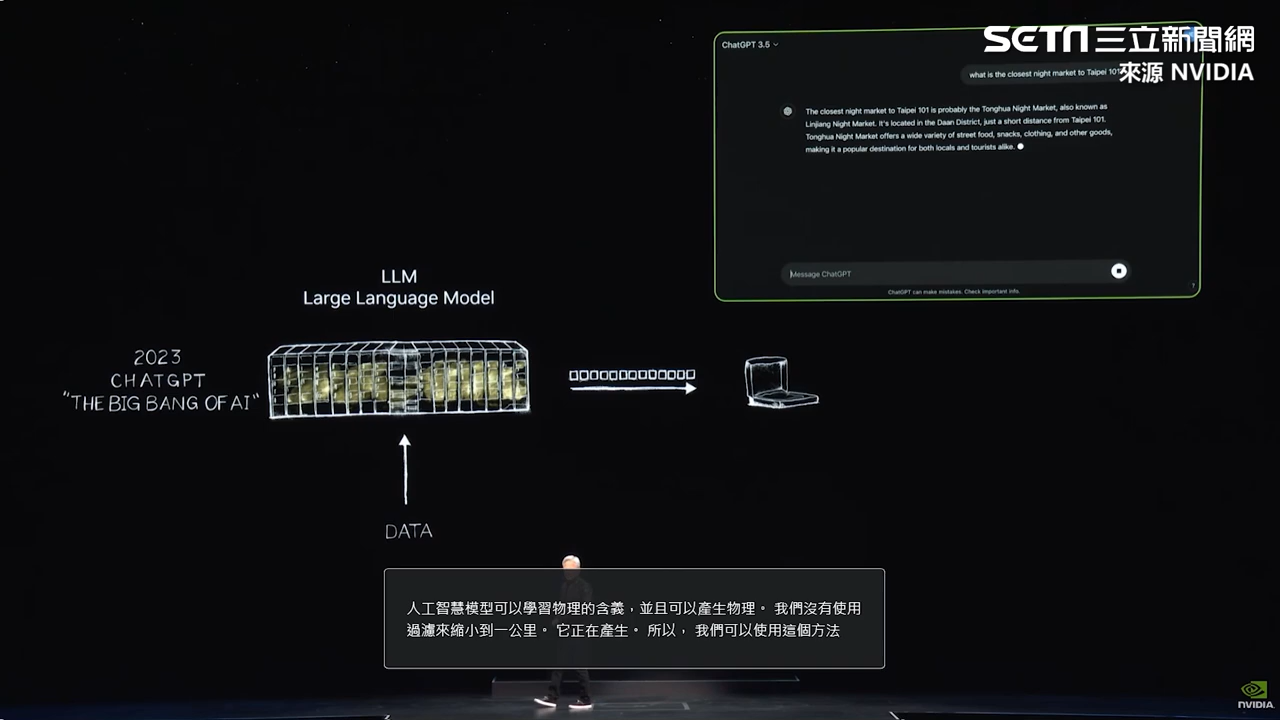 SETN 三立新聞網
來源 NVIDIA
ChatGPT 3.5
what is the closest night market to Taipei 101
The closest night market to Taipei 101 is probably the Tonghua Night Market, also known as
Linjiang Night Market. It's located in the Daan District, just a short distance from Taipei 101.
Tonghua Night Market offers a wide variety of street food, snacks, clothing, and other goods,
making it a popular destination for both locals and tourists alike.
Message ChatGPT
ChatGPT can make mistakes. Check important info.
?
LLM
Large Language Model
2023
CHATGPT
"THE BIG BANG OF AI"
DATA
人工智慧模型可以學習物理的含義，並且可以產生物理。 我們沒有使用
過濾來縮小到一公里。 它正在產生。 所以， 我們可以使用這個方法
NVIDIA